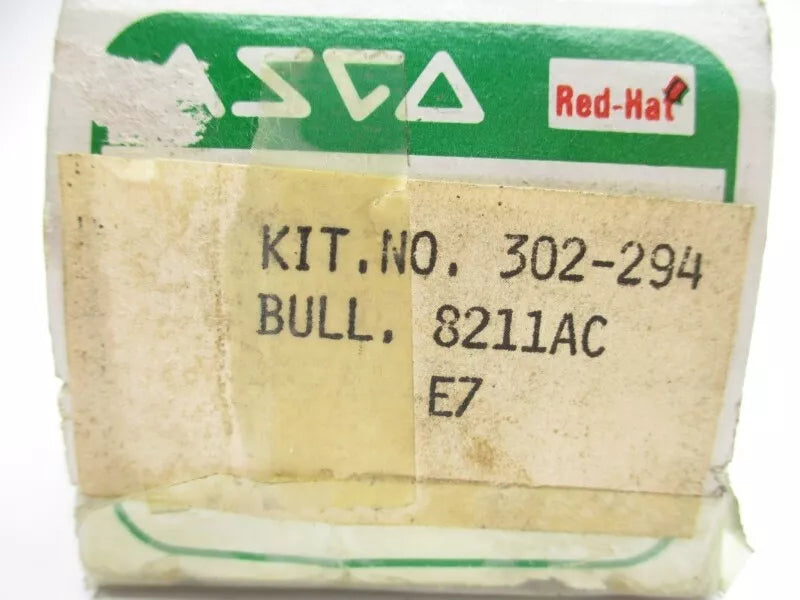 ASCO
Red-Hat
KIT.NO. 302-294
BULL. 8211AC
E7